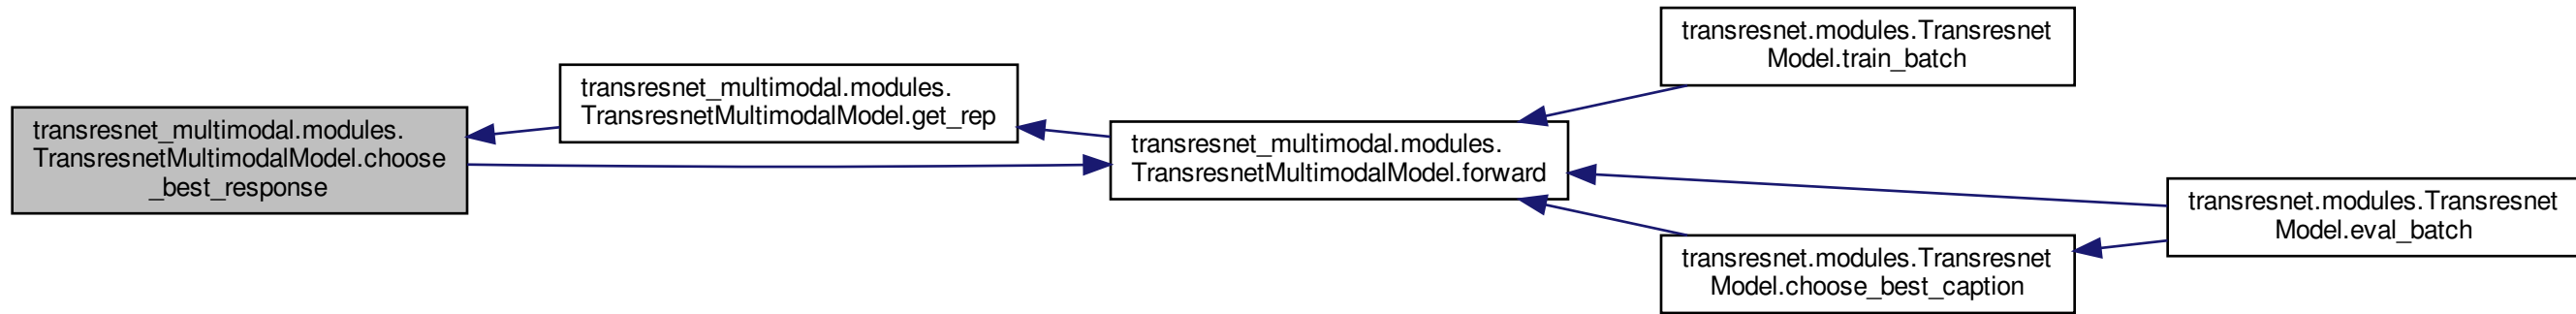 transresnet_multimodal.modules.
TransresnetMultimodalModel.choose
_best_response
transresnet_multimodal.modules.
TransresnetMultimodalModel.get_rep
transresnet_multimodal.modules.
TransresnetMultimodalModel.forward
transresnet.modules.Transresnet
Model.train_batch
transresnet.modules.Transresnet
Model.choose_best_caption
transresnet.modules.Transresnet
Model.eval_batch